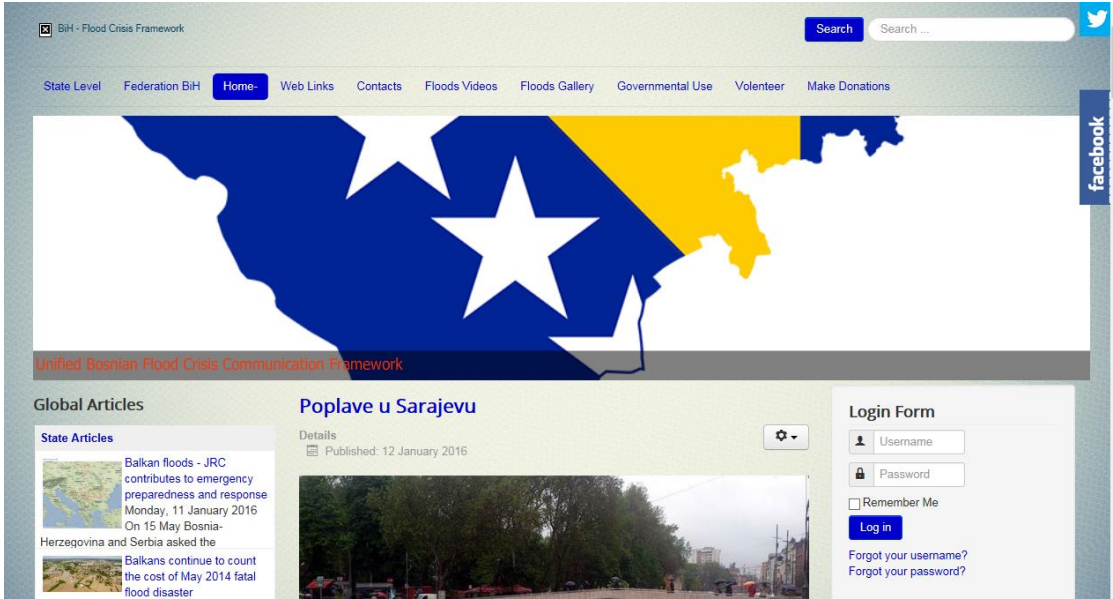 BiH - Flood Crisis Framework
Search
Search ...
State Level
Federation BiH
Home-
Web Links
Contacts
Floods Videos
Floods Gallery
Governmental Use
Volunteer
Make Donations
facebook
Unified Bosnian Flood Crisis Communication Framework
Global Articles
State Articles
Balkan floods - JRC
contributes to emergency
preparedness and response
Monday, 11 January 2016
On 15 May Bosnia-
Herzegovina and Serbia asked the
Balkans continue to count
the cost of May 2014 fatal
flood disaster
Poplave u Sarajevu
Details
Published: 12 January 2016
Login Form
Username
Password
Remember Me
Log in
Forgot your username?
Forgot your password?